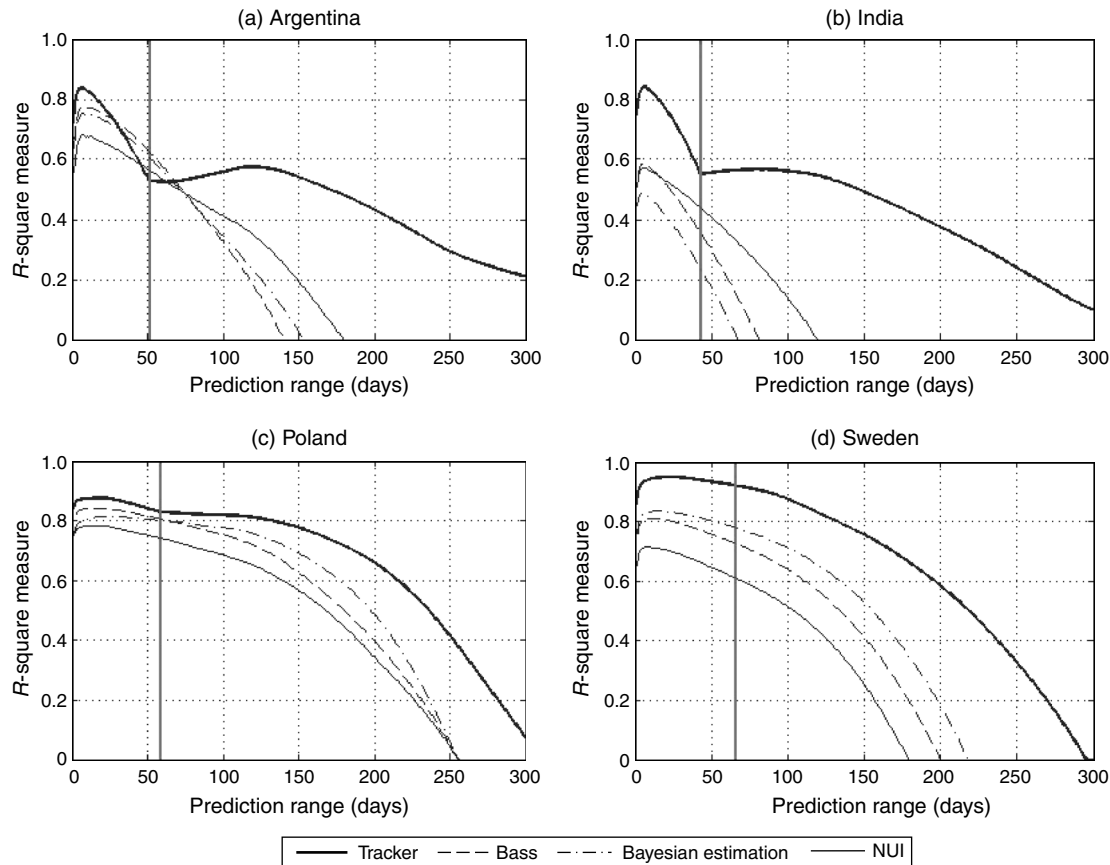 (a) Argentina
(b) India
1.0
0.8
0.6
0.4
0.2
0
R-square measure
0 50 100 150 200 250 300
Prediction range (days)
1.0
0.8
0.6
0.4
0.2
0
R-square measure
0 50 100 150 200 250 300
Prediction range (days)
(c) Poland
(d) Sweden
1.0
0.8
0.6
0.4
0.2
0
R-square measure
0 50 100 150 200 250 300
Prediction range (days)
1.0
0.8
0.6
0.4
0.2
0
R-square measure
0 50 100 150 200 250 300
Prediction range (days)
Tracker Bass Bayesian estimation NUI